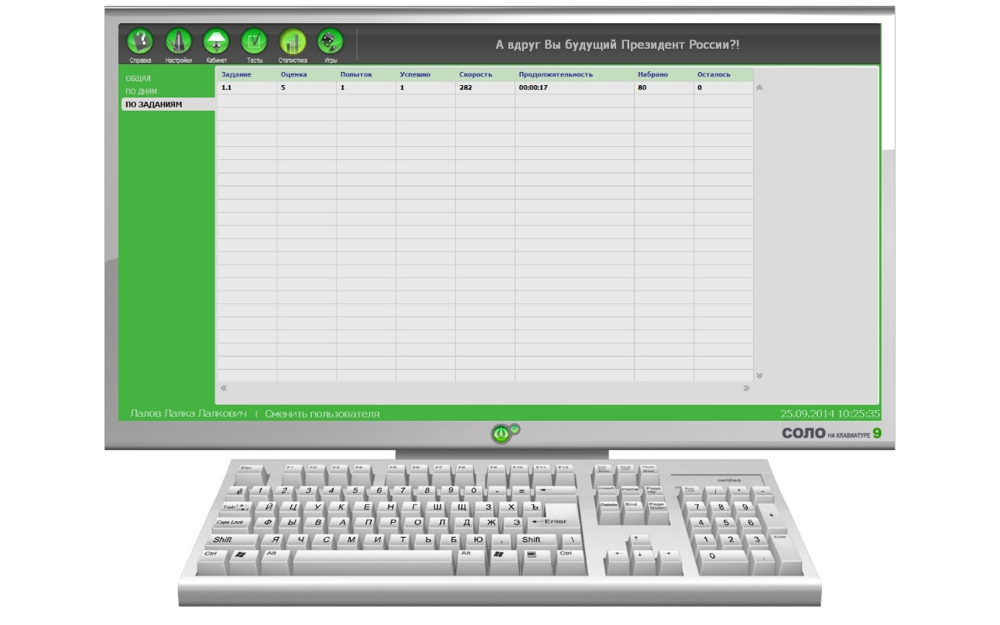 А вдруг Вы будущий Президент России?!
Справка Настройки Кабинет Тесты Статистика Игры
ОБЩАЯ
ПО ДНЯМ
ПО ЗАДАНИЯМ
Задание Оценка Попыток Успешно Скорость Продолжительность Набрано Осталось
1.1 5 1 1 282 00:00:17 80 0
Лалов Лалка Лалкович | Сменить пользователя 25.09.2014 10:25:35
СОЛО НА КЛАВИАТУРЕ 9
Esc F1 F2 F3 F4 F5 F6 F7 F8 F9 F10 F11 F12
certified
ё 1 2 3 4 5 6 7 8 9 0 - = Insert Home Page Up Num Lock / * -
Tab Й Ц У К Е Н Г Ш Щ З Х Ъ Delete End Page Down 7 8 9 +
Caps Lock Ф Ы В А П Р О Л Д Ж Э Enter 4 5 6
Shift Я Ч С М И Т Ь Б Ю , Shift \ 1 2 3 Enter
Ctrl Alt Alt Ctrl 0 .